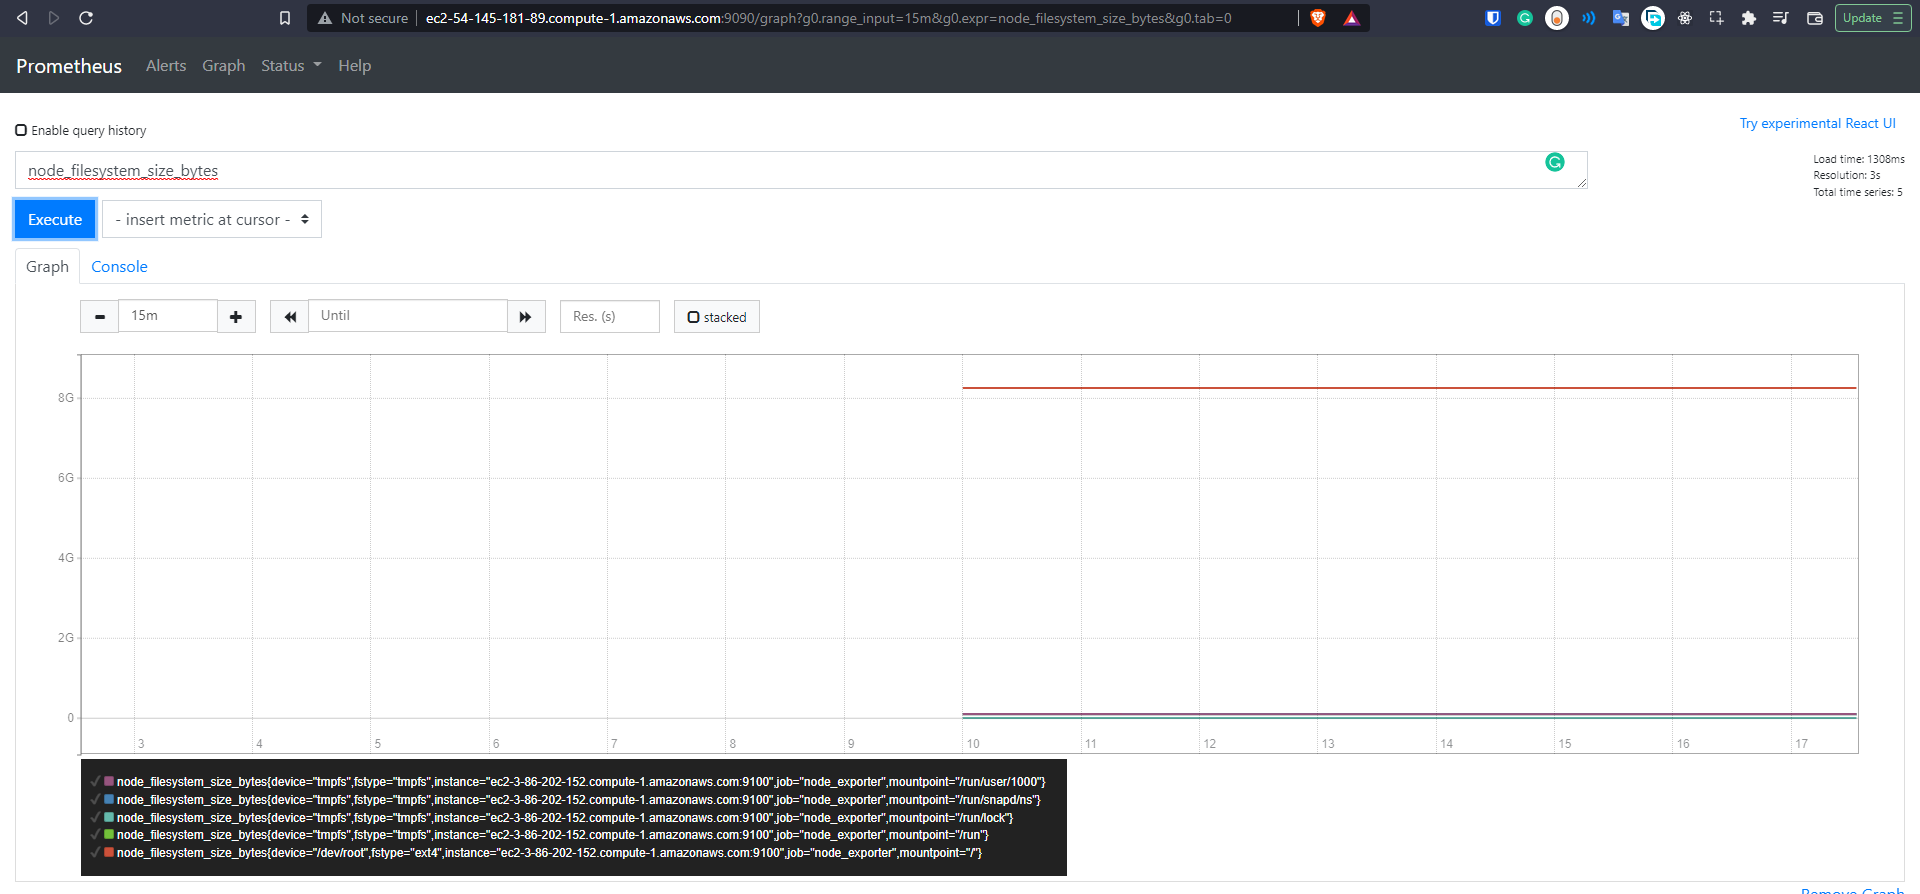 Not secure ec2-54-145-181-89.compute-1.amazonaws.com:9090/graph?g0.range_input=15m&g0.expr=node_filesystem_size_bytes&g0.tab=0
Update
Prometheus Alerts Graph Status Help
Enable query history
Try experimental React UI
node_filesystem_size_bytes
Load time: 1308ms
Resolution: 3s
Total time series: 5
Execute - insert metric at cursor -
Graph Console
15m Until Res. (s) stacked
8G
6G
4G
2G
0
3 4 5 6 7 8 9 10 11 12 13 14 15 16 17
node_filesystem_size_bytes{device="tmpfs",fstype="tmpfs",instance="ec2-3-86-202-152.compute-1.amazonaws.com:9100",job="node_exporter",mountpoint="/run/user/1000"}
node_filesystem_size_bytes{device="tmpfs",fstype="tmpfs",instance="ec2-3-86-202-152.compute-1.amazonaws.com:9100",job="node_exporter",mountpoint="/run/snapd/ns"}
node_filesystem_size_bytes{device="tmpfs",fstype="tmpfs",instance="ec2-3-86-202-152.compute-1.amazonaws.com:9100",job="node_exporter",mountpoint="/run/lock"}
node_filesystem_size_bytes{device="tmpfs",fstype="tmpfs",instance="ec2-3-86-202-152.compute-1.amazonaws.com:9100",job="node_exporter",mountpoint="/run"}
node_filesystem_size_bytes{device="/dev/root",fstype="ext4",instance="ec2-3-86-202-152.compute-1.amazonaws.com:9100",job="node_exporter",mountpoint="/"}
Remove Graph